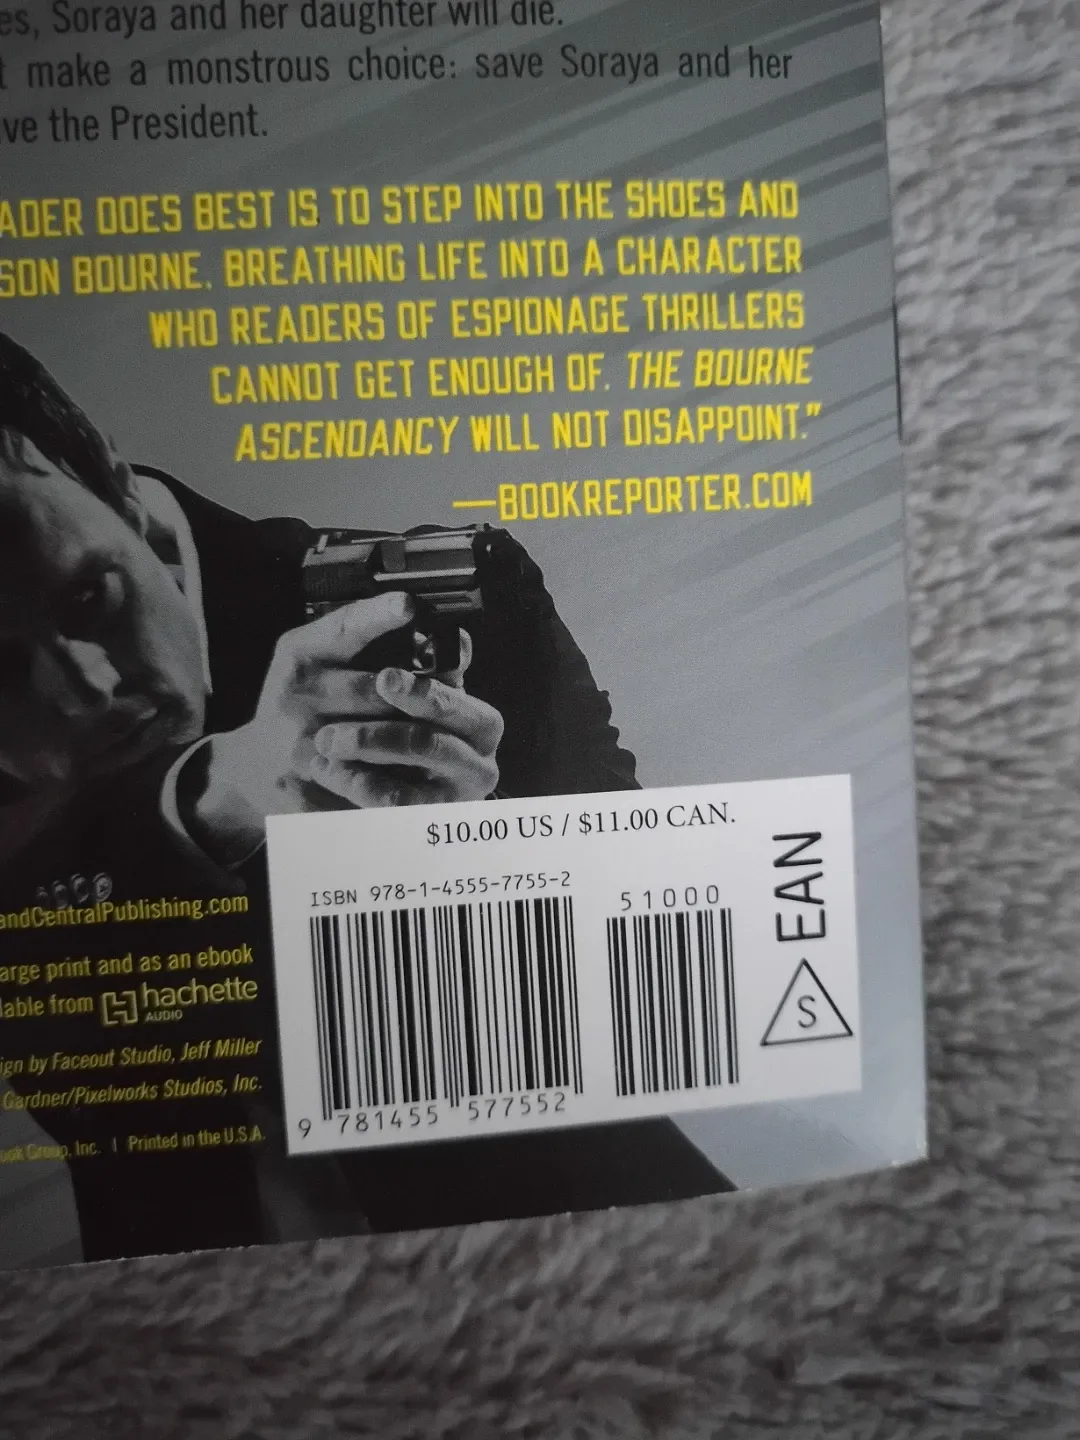 es, Soraya and her daughter will die.
t make a monstrous choice: save Soraya and her
ve the President.
ADER DOES BEST IS TO STEP INTO THE SHOES AND
SON BOURNE, BREATHING LIFE INTO A CHARACTER
WHO READERS OF ESPIONAGE THRILLERS
CANNOT GET ENOUGH OF. THE BOURNE
ASCENDANCY WILL NOT DISAPPOINT."
—BOOKREPORTER.COM
$10.00 US / $11.00 CAN.
ISBN 978-1-4555-7755-2
51000
9 781455 577552
EAN
S
andCentralPublishing.com
arge print and as an ebook
lable from hachette
AUDIO
ign by Faceout Studio, Jeff Miller
Gardner/Pixelworks Studios, Inc.
ook Group, Inc. | Printed in the U.S.A.